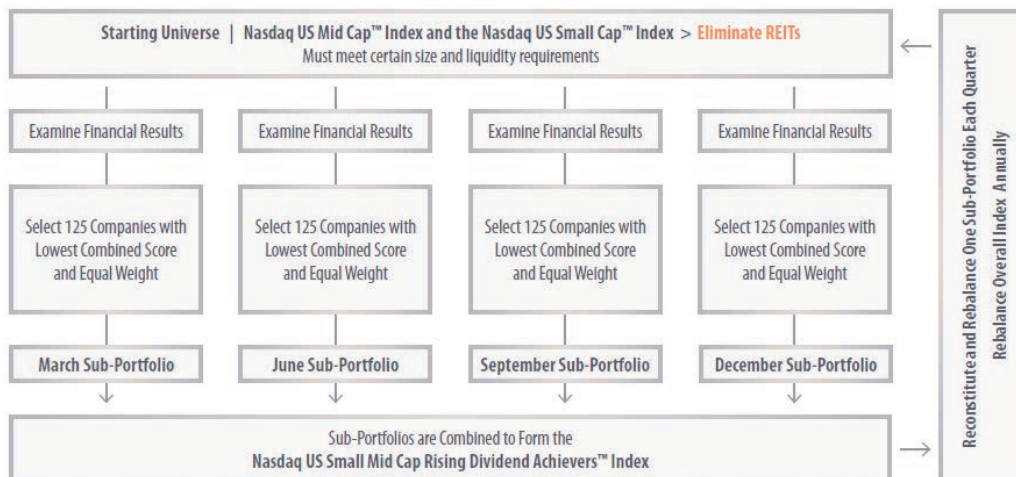 Starting Universe | Nasdaq US Mid Cap™ Index and the Nasdaq US Small Cap™ Index > Eliminate REITs
Must meet certain size and liquidity requirements
Examine Financial Results
Examine Financial Results
Examine Financial Results
Examine Financial Results
Select 125 Companies with
Lowest Combined Score
and Equal Weight
Select 125 Companies with
Lowest Combined Score
and Equal Weight
Select 125 Companies with
Lowest Combined Score
and Equal Weight
Select 125 Companies with
Lowest Combined Score
and Equal Weight
March Sub-Portfolio
June Sub-Portfolio
September Sub-Portfolio
December Sub-Portfolio
Sub-Portfolios are Combined to Form the
Nasdaq US Small Mid Cap Rising Dividend Achievers™ Index
Reconstitute and Rebalance One Sub-Portfolio Each Quarter
Rebalance Overall Index Annually